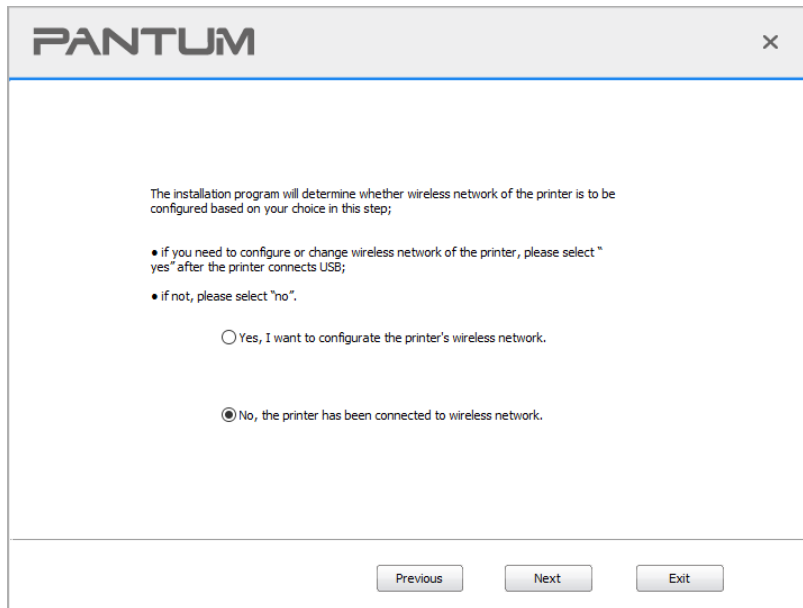 PANTUM
The installation program will determine whether wireless network of the printer is to be
configured based on your choice in this step;
● if you need to configure or change wireless network of the printer, please select “
yes” after the printer connects USB;
● if not, please select “no”.
Yes, I want to configurate the printer's wireless network.
No, the printer has been connected to wireless network.
Previous Next Exit